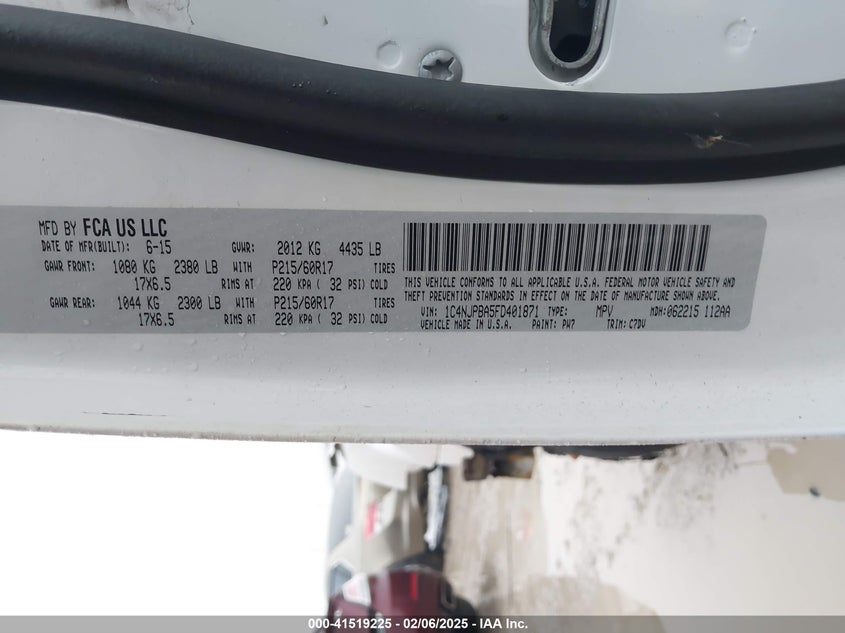 MFD BY FCA US LLC
DATE OF MFR(BUILT): 6-15 GVWR: 2012 KG 4435 LB
GAWR FRONT: 1080 KG 2380 LB WITH P215/60R17 TIRES
17X6.5 RIMS AT 220 KPA ( 32 PSI) COLD
GAWR REAR: 1044 KG 2300 LB WITH P215/60R17 TIRES
17X6.5 RIMS AT 220 KPA ( 32 PSI) COLD
THIS VEHICLE CONFORMS TO ALL APPLICABLE U.S.A. FEDERAL MOTOR VEHICLE SAFETY AND
THEFT PREVENTION STANDARDS IN EFFECT ON THE DATE OF MANUFACTURE SHOWN ABOVE.
VIN: 1C4NJPBA5FD401871 TYPE: MPV MDH: 062215 112AA
VEHICLE MADE IN U.S.A. PAINT: PW7 TRIM: C7DV
000-41519225 - 02/06/2025 - IAA Inc.